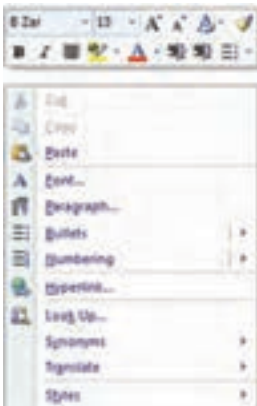 B Zar 13
B I
Cut
Copy
Paste
Font...
Paragraph...
Bullets
Numbering
Hyperlink...
Look Up...
Synonyms
Translate
Styles